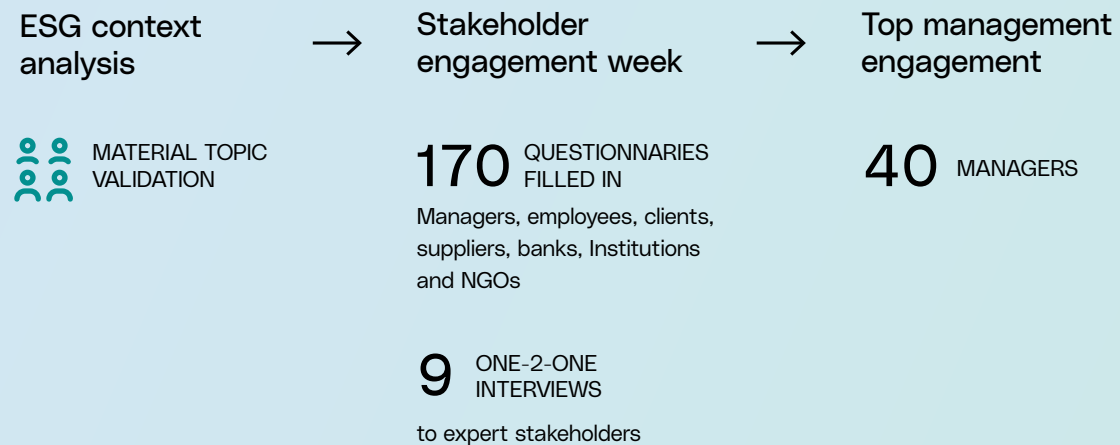 ESG context
analysis
MATERIAL TOPIC
VALIDATION
Stakeholder
engagement week
170 QUESTIONNARIES
FILLED IN
Managers, employees, clients,
suppliers, banks, Institutions
and NGOs
9 ONE-2-ONE
INTERVIEWS
to expert stakeholders
Top management
engagement
40 MANAGERS